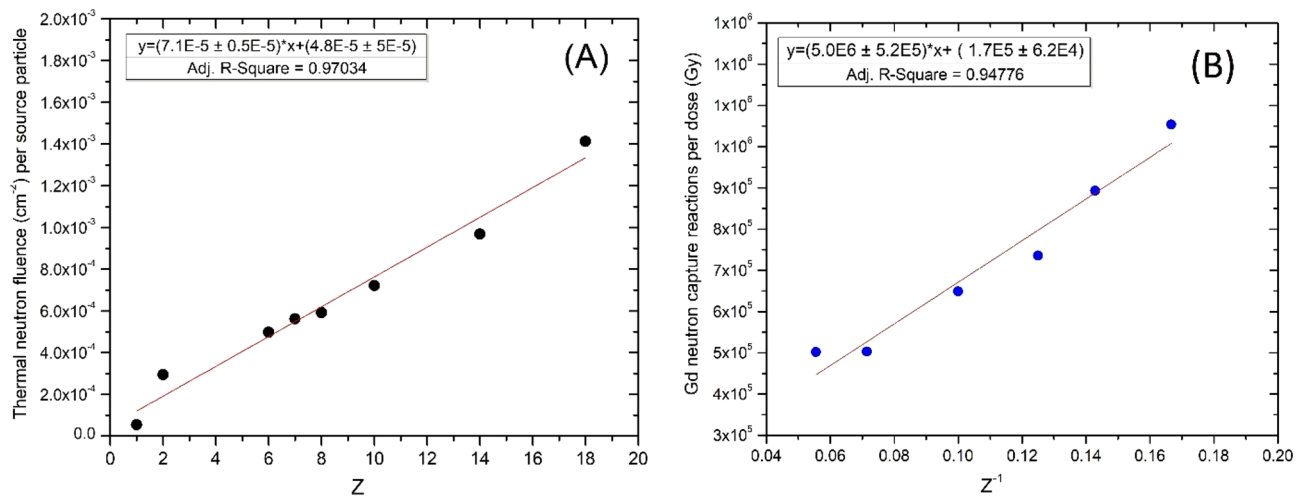 (A)
y=(7.1E-5 ± 0.5E-5)*x+(4.8E-5 ± 5E-5)
Adj. R-Square = 0.97034
Thermal neutron fluence (cm⁻²) per source particle
2.0x10⁻³
1.8x10⁻³
1.6x10⁻³
1.4x10⁻³
1.2x10⁻³
1.0x10⁻³
8.0x10⁻⁴
6.0x10⁻⁴
4.0x10⁻⁴
2.0x10⁻⁴
0.0
0 2 4 6 8 10 12 14 16 18 20
Z
(B)
y=(5.0E6 ± 5.2E5)*x+ ( 1.7E5 ± 6.2E4)
Adj. R-Square = 0.94776
Gd neutron capture reactions per dose (Gy)
1x10⁶
1x10⁶
1x10⁶
1x10⁶
9x10⁵
8x10⁵
7x10⁵
6x10⁵
5x10⁵
4x10⁵
3x10⁵
0.04 0.06 0.08 0.10 0.12 0.14 0.16 0.18 0.20
Z⁻¹